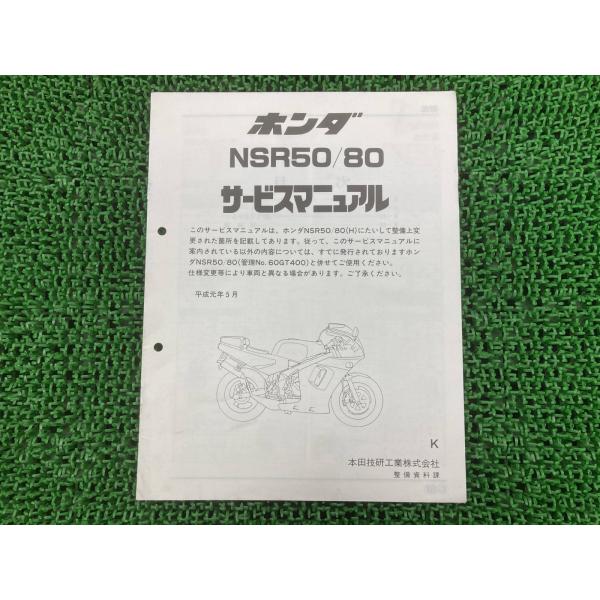 ホンダ
NSR50/80
サービスマニュアル
このサービスマニュアルは、ホンダNSR50/80(H)にたいして整備上変
更された箇所を記載してあります。従って、このサービスマニュアルに
案内されている以外の内容については、すでに発行されておりますホン
ダNSR50/80(管理No.60GT400)と併せてご使用ください。
仕様変更等により車両と異なる場合があります。ご了承ください。
平成元年5月
K
本田技研工業株式会社
整備資料課